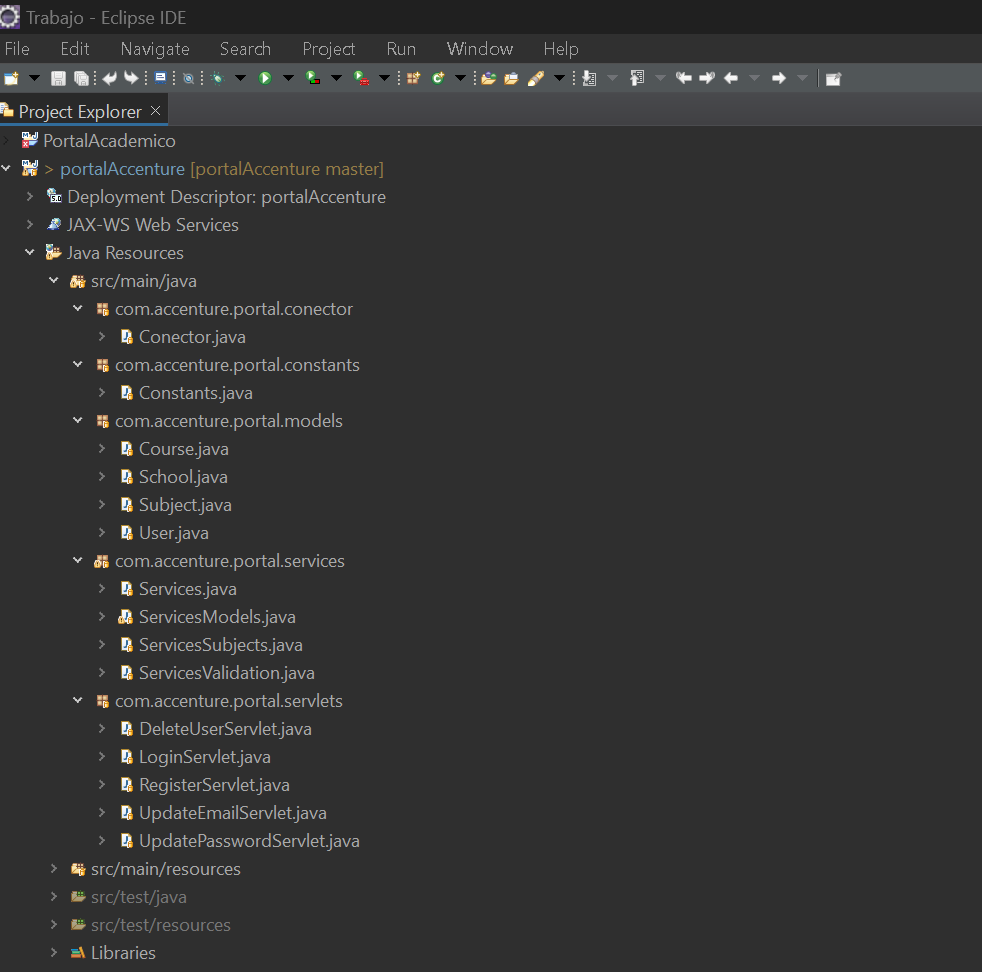 Trabajo - Eclipse IDE
File Edit Navigate Search Project Run Window Help
Project Explorer
PortalAcademico
> portalAccenture [portalAccenture master]
Deployment Descriptor: portalAccenture
JAX-WS Web Services
Java Resources
src/main/java
com.accenture.portal.conector
Conector.java
com.accenture.portal.constants
Constants.java
com.accenture.portal.models
Course.java
School.java
Subject.java
User.java
com.accenture.portal.services
Services.java
ServicesModels.java
ServicesSubjects.java
ServicesValidation.java
com.accenture.portal.servlets
DeleteUserServlet.java
LoginServlet.java
RegisterServlet.java
UpdateEmailServlet.java
UpdatePasswordServlet.java
src/main/resources
src/test/java
src/test/resources
Libraries